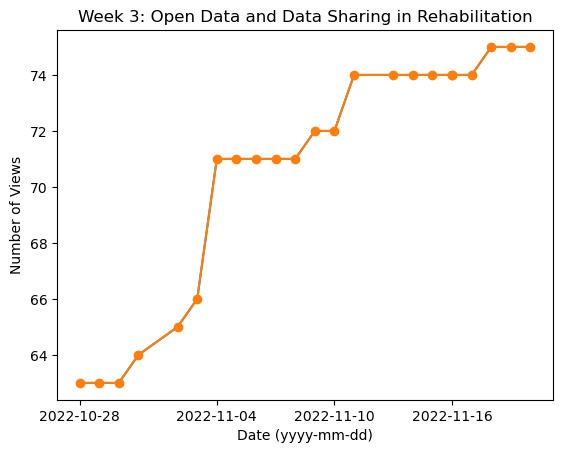 Week 3: Open Data and Data Sharing in Rehabilitation
Number of Views
74
72
70
68
66
64
2022-10-28 2022-11-04 2022-11-10 2022-11-16
Date (yyyy-mm-dd)